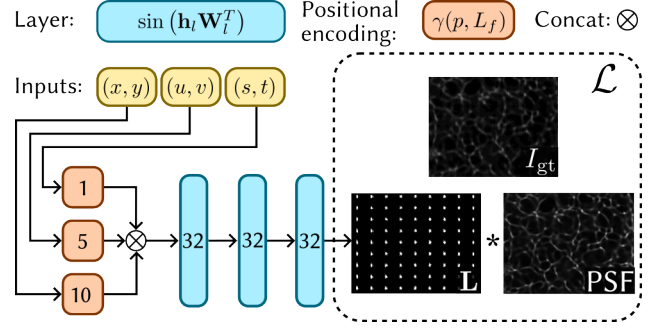 Layer: sin (h_l W_l^T) Positional encoding: γ(p, L_f) Concat: ⊗
Inputs: (x, y) (u, v) (s, t)
ℒ
I_gt
1
5 ⊗ 32 32 32
10
L * PSF